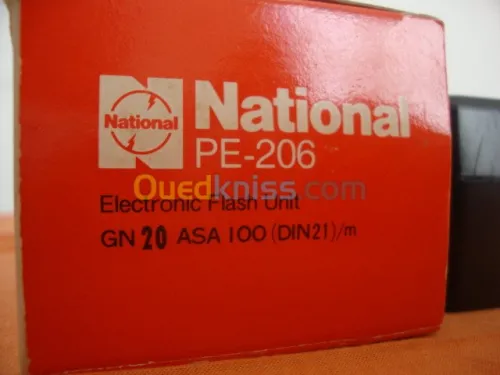 National
National
PE-206
Ouedkniss.com
Electronic Flash Unit
GN 20 ASA 100 (DIN21)/m